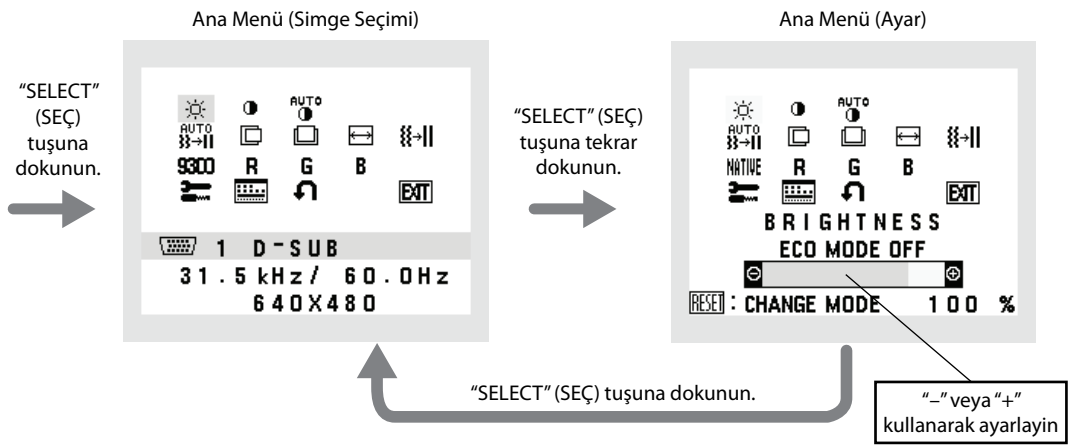 Ana Menü (Simge Seçimi)
Ana Menü (Ayar)
"SELECT"
(SEÇ)
tuşuna
dokunun.
AUTO
AUTO
9300 R G B
EXIT
1 D-SUB
31.5 kHz/ 60.0Hz
640X480
"SELECT" (SEÇ)
tuşuna tekrar
dokunun.
AUTO
AUTO
NATIVE R G B
EXIT
BRIGHTNESS
ECO MODE OFF
RESET : CHANGE MODE 100 %
"SELECT" (SEÇ) tuşuna dokunun.
"–" veya "+"
kullanarak ayarlayin